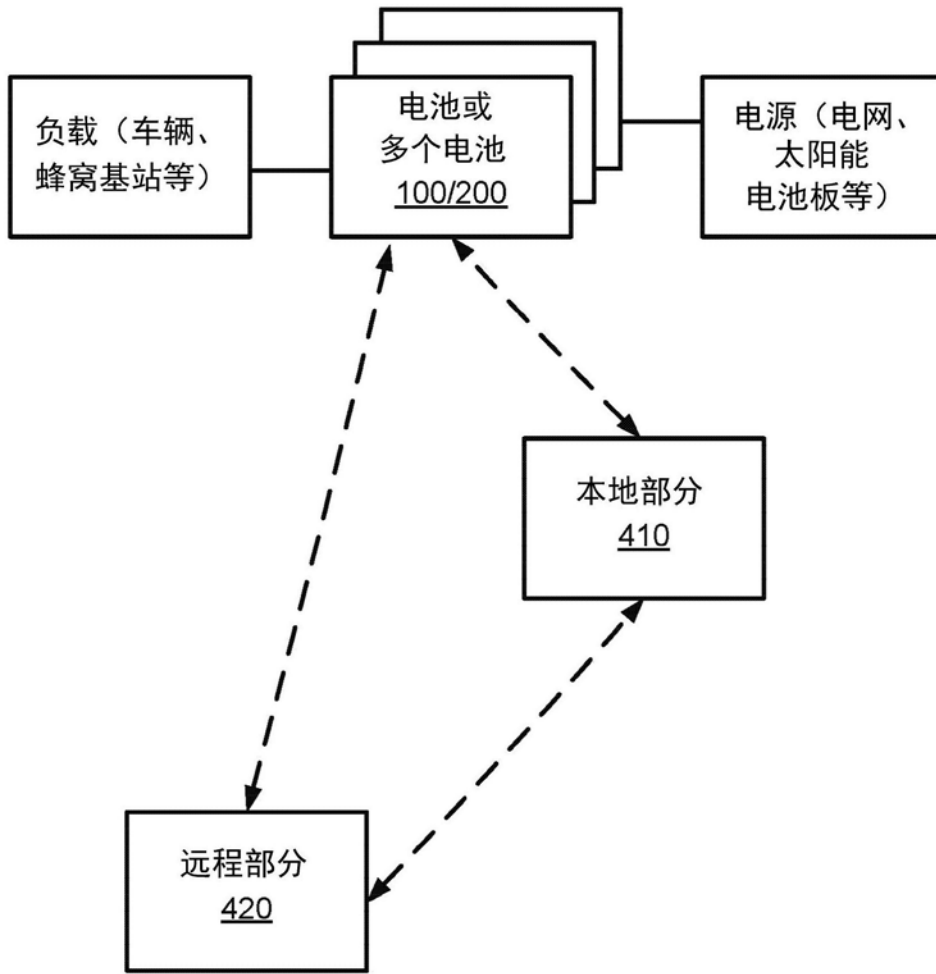 负载（车辆、
蜂窝基站等）
电池或
多个电池
100/200
电源（电网、
太阳能
电池板等）
本地部分
410
远程部分
420